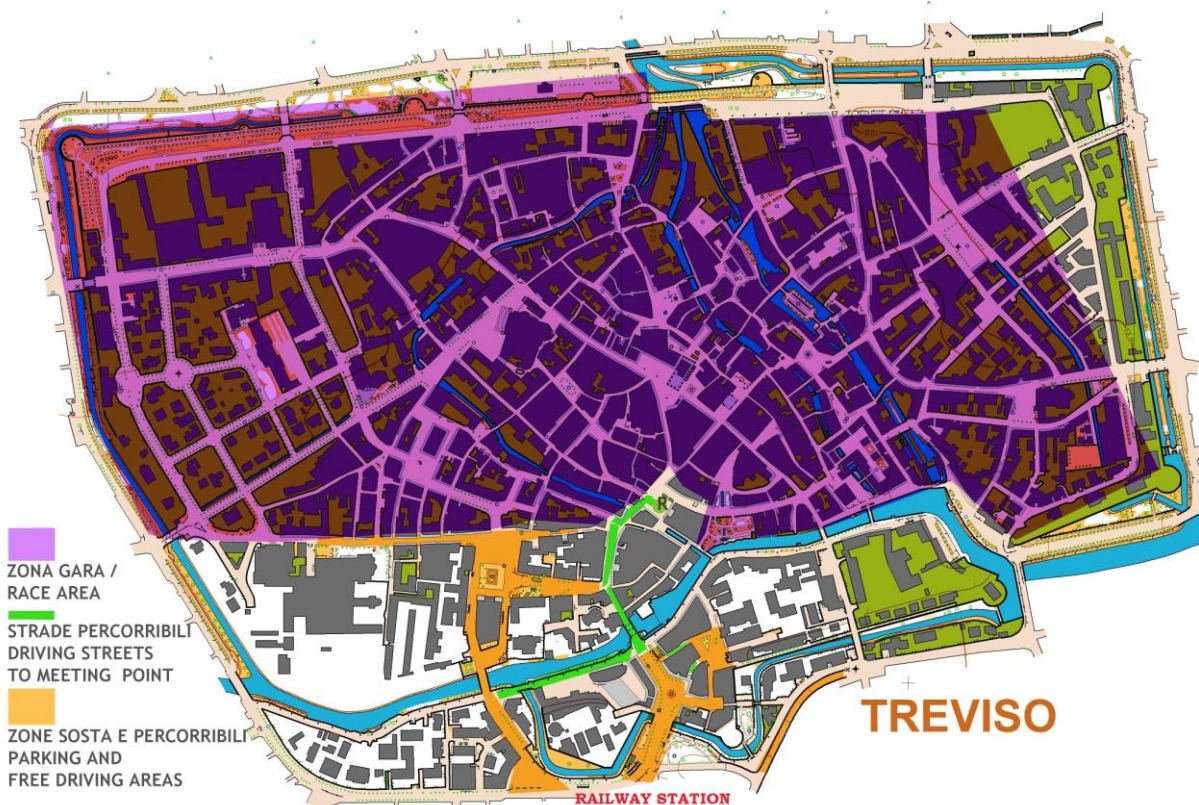 R
ZONA GARA /
RACE AREA
STRADE PERCORRIBILI
DRIVING STREETS
TO MEETING POINT
ZONE SOSTA E PERCORRIBILI
PARKING AND
FREE DRIVING AREAS
TREVISO
RAILWAY STATION